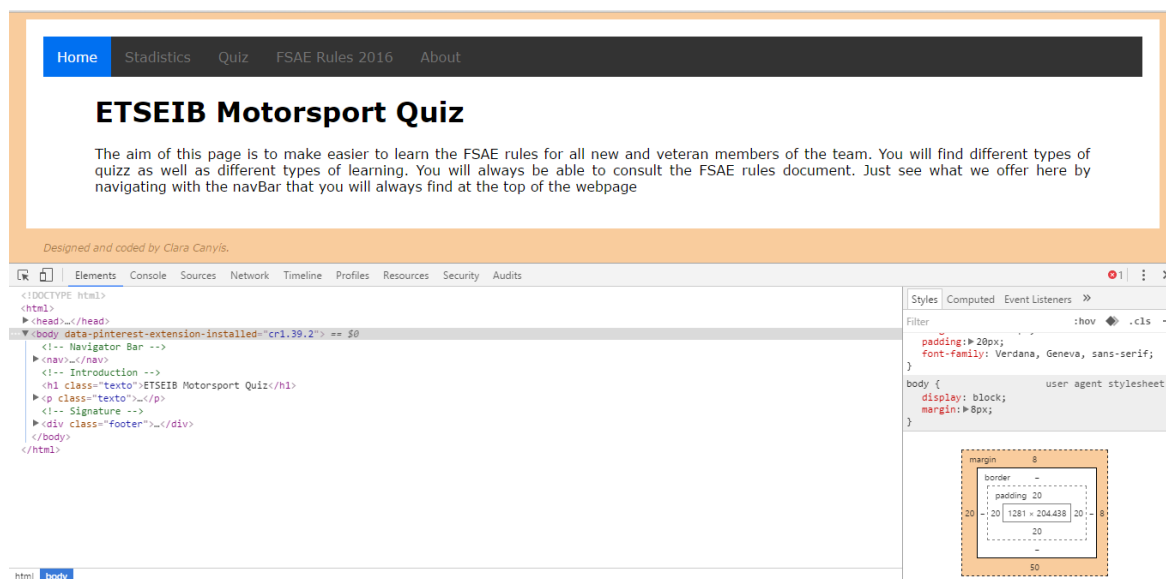 Home Stadistics Quiz FSAE Rules 2016 About
ETSEIB Motorsport Quiz
The aim of this page is to make easier to learn the FSAE rules for all new and veteran members of the team. You will find different types of
quizz as well as different types of learning. You will always be able to consult the FSAE rules document. Just see what we offer here by
navigating with the navBar that you will always find at the top of the webpage
Designed and coded by Clara Canyís.
Elements Console Sources Network Timeline Profiles Resources Security Audits 1
<!DOCTYPE html>
<html>
<head>…</head>
<body data-pinterest-extension-installed="cr1.39.2"> == $0
<!-- Navigator Bar -->
<nav>…</nav>
<!-- Introduction -->
<h1 class="texto">ETSEIB Motorsport Quiz</h1>
<p class="texto">…</p>
<!-- Signature -->
<div class="footer">…</div>
</body>
</html>
html body
Styles Computed Event Listeners »
Filter :hov .cls
padding: 20px;
font-family: Verdana, Geneva, sans-serif;
}
body { user agent stylesheet
display: block;
margin: 8px;
}
margin 8
border –
padding 20
20 – 20 1281 × 204.438 20 – 8
20
–
50